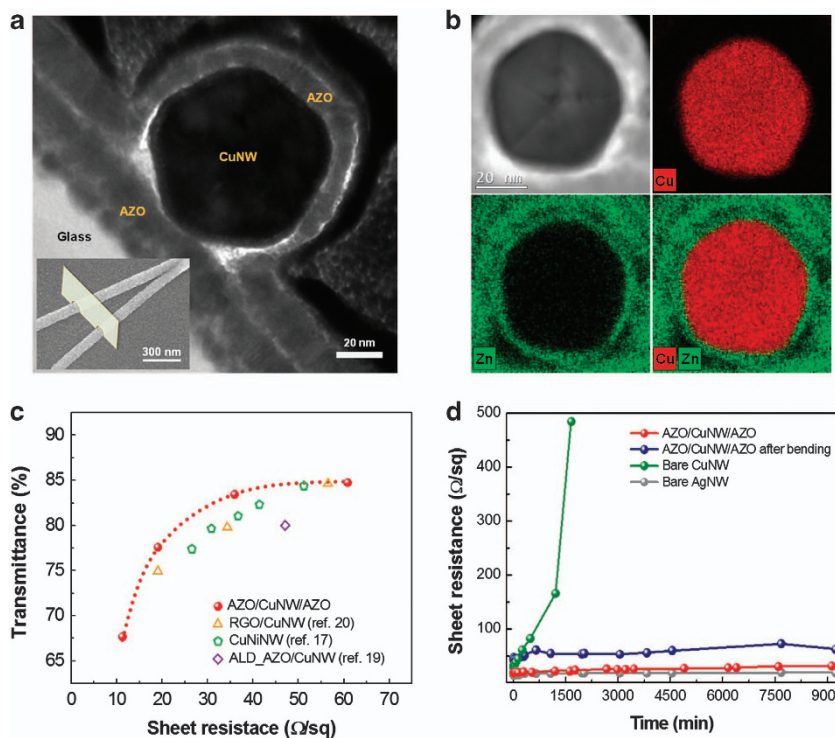 a
AZO
CuNW
AZO
Glass
300 nm
20 nm
b
20 nm
Cu
Zn
Cu Zn
c
Transmittance (%)
85
80
75
70
65
0 10 20 30 40 50 60 70
Sheet resistace (Ω/sq)
AZO/CuNW/AZO
RGO/CuNW (ref. 20)
CuNiNW (ref. 17)
ALD_AZO/CuNW (ref. 19)
d
Sheet resistance (Ω/sq)
500
400
300
200
100
50
0
0 1500 3000 4500 6000 7500 9000
Time (min)
AZO/CuNW/AZO
AZO/CuNW/AZO after bending
Bare CuNW
Bare AgNW